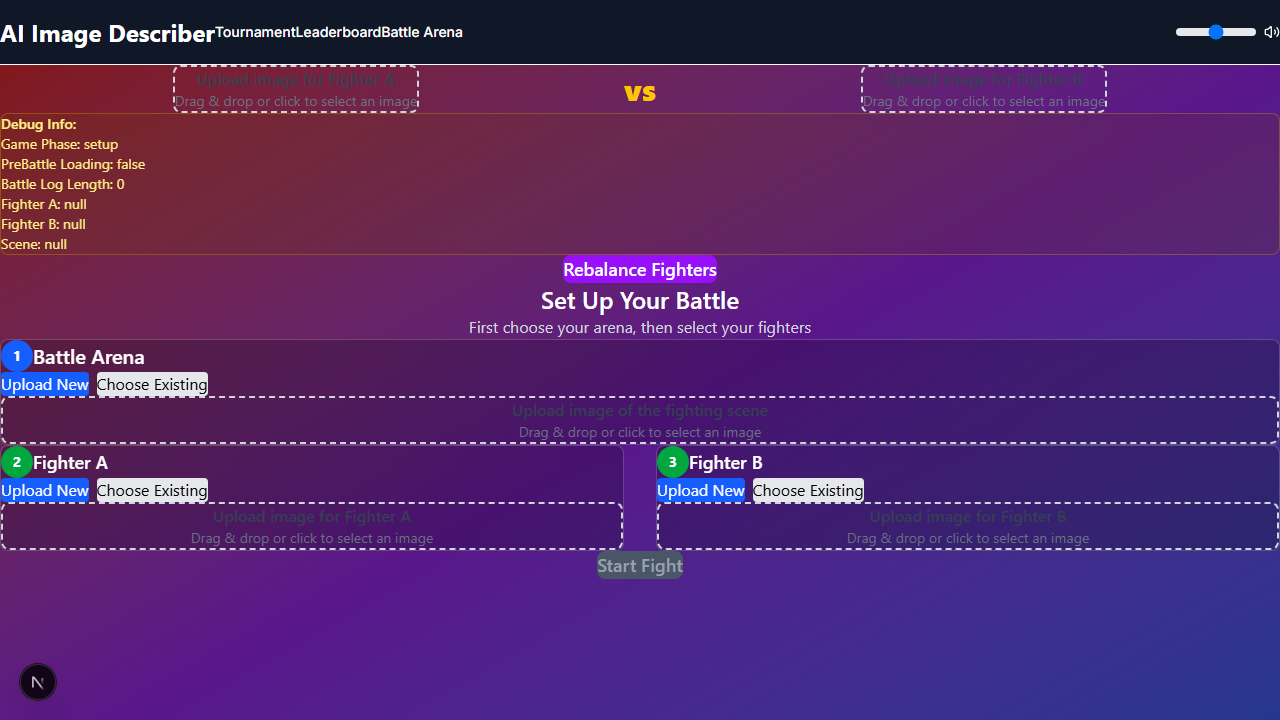 AI Image Describer Tournament Leaderboard Battle Arena
Upload image for Fighter A
Drag & drop or click to select an image
VS
Upload image for Fighter B
Drag & drop or click to select an image
Debug Info:
Game Phase: setup
PreBattle Loading: false
Battle Log Length: 0
Fighter A: null
Fighter B: null
Scene: null
Rebalance Fighters
Set Up Your Battle
First choose your arena, then select your fighters
1 Battle Arena
Upload New Choose Existing
Upload image of the fighting scene
Drag & drop or click to select an image
2 Fighter A
Upload New Choose Existing
Upload image for Fighter A
Drag & drop or click to select an image
3 Fighter B
Upload New Choose Existing
Upload image for Fighter B
Drag & drop or click to select an image
Start Fight
N